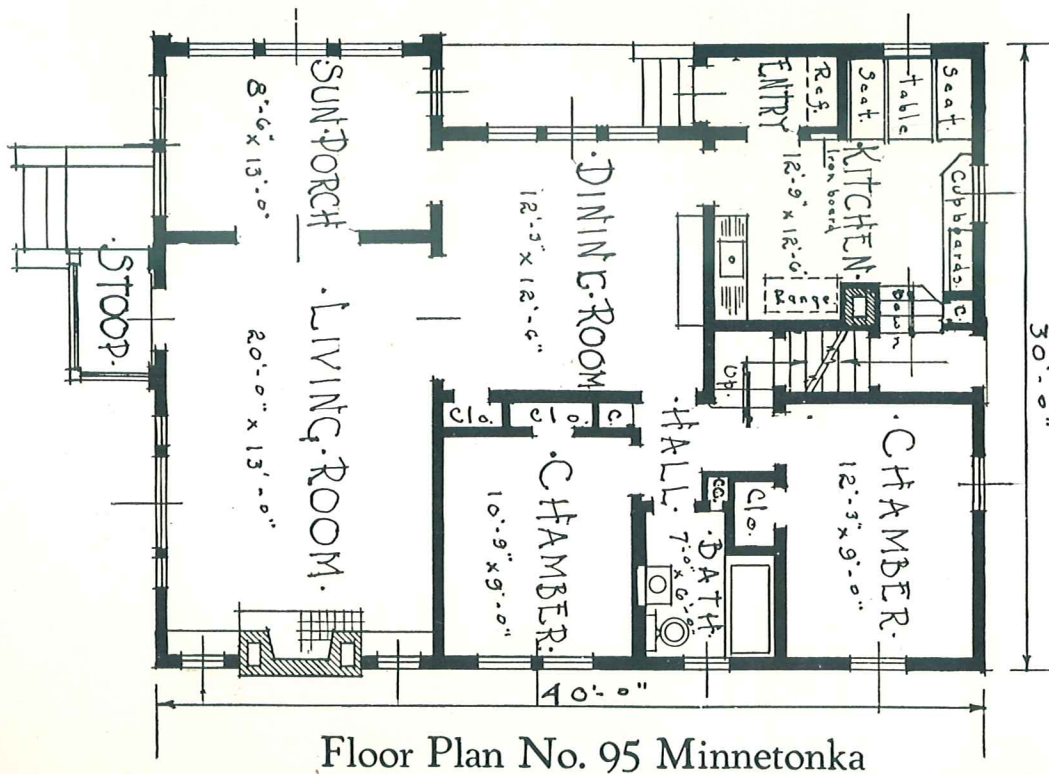 SUN·PORCH
8'-6" x 13'-0"
ENTRY
Ref.
Seat.
Table
Seat.
·KITCHEN·
12'-9" x 12'-6"
Iron board
Cupboards.
Range
Down
C.
·DINING·ROOM
12'-3" x 12'-6"
·STOOP·
·LIVING·ROOM·
20'-0" x 13'-0"
Up.
Clo.
Clo.
C.
·HALL·
·CHAMBER·
10'-9" x 9'-0"
C.C.
Clo.
·BATH·
7'-0" x 6'-0"
·CHAMBER·
12'-3" x 9'-0"
30'-0"
40'-0"
Floor Plan No. 95 Minnetonka